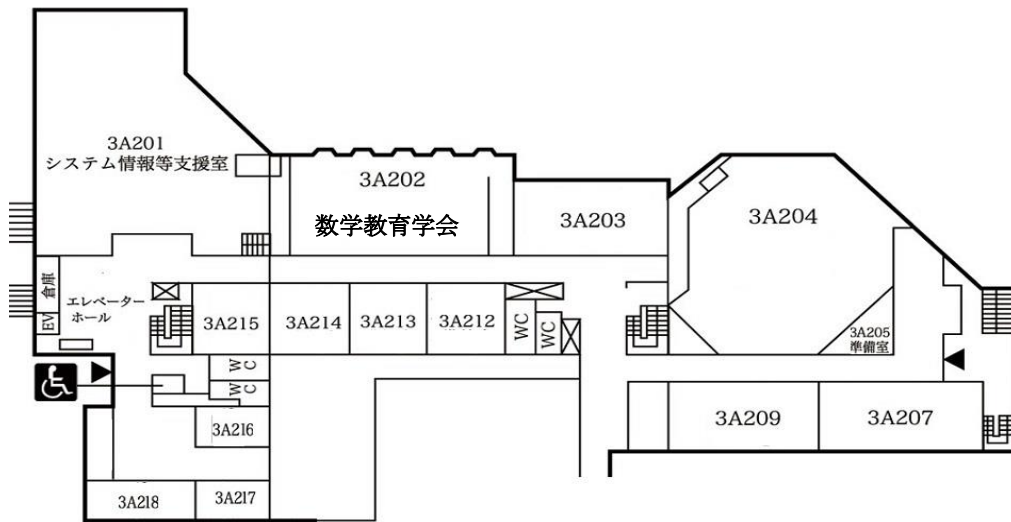 3A201
システム情報等支援室
3A202
数学教育学会
3A203
3A204
倉庫
EV
エレベーター
ホール
3A215
3A214
3A213
3A212
WC
WC
3A205
準備室
WC
WC
3A216
3A209
3A207
3A218
3A217